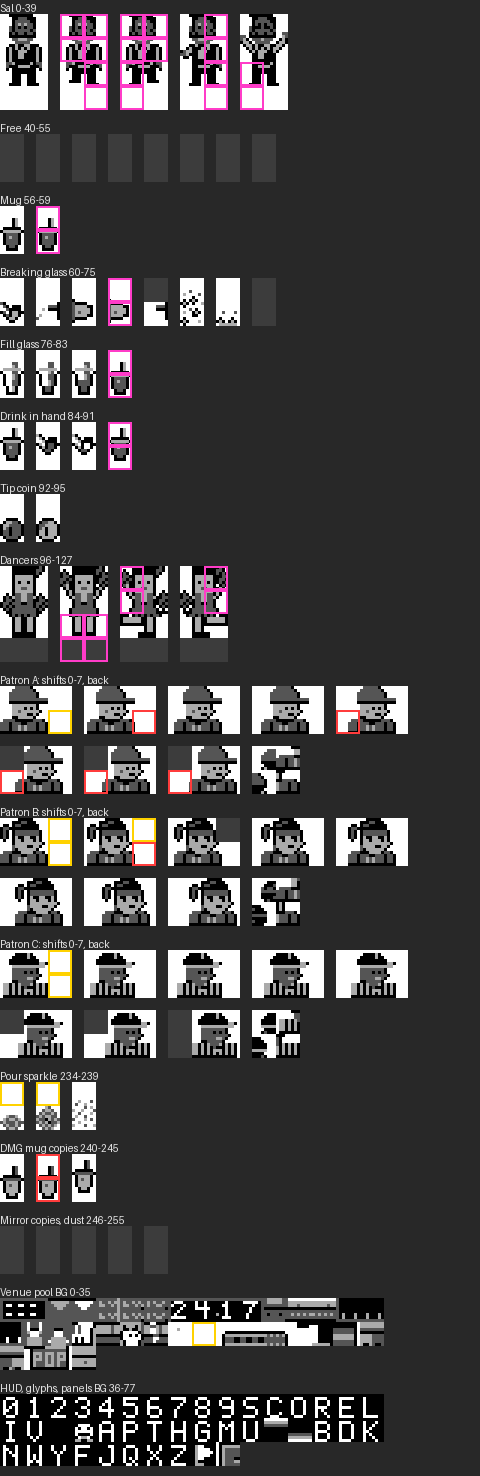 Sal 0-39
Free 40-55
Mug 56-59
Breaking glass 60-75
Fill glass 76-83
Drink in hand 84-91
Tip coin 92-95
Dancers 96-127
Patron A: shifts 0-7, back
Patron B: shifts 0-7, back
Patron C: shifts 0-7, back
Pour sparkle 234-239
DMG mug copies 240-245
Mirror copies, dust 246-255
Venue pool BG 0-35
2417
POP
HUD, glyphs, panels BG 36-77
0123456789SCOREL
IV APTHGMU BDK
NWYFJQXZ